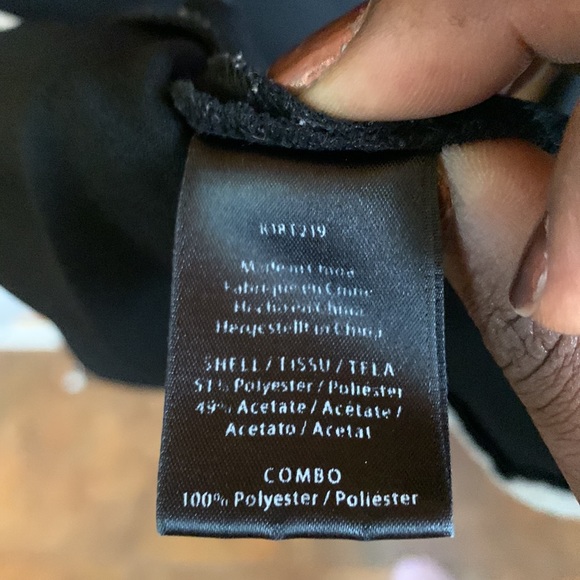 R18T219
Made in China
Fabriqué en Chine
Hecho en China
Hergestellt in China
SHELL / TISSU / TELA
51% Polyester / Poliéster
49% Acetate / Acétate /
Acetato / Acetat
COMBO
100% Polyester / Poliéster